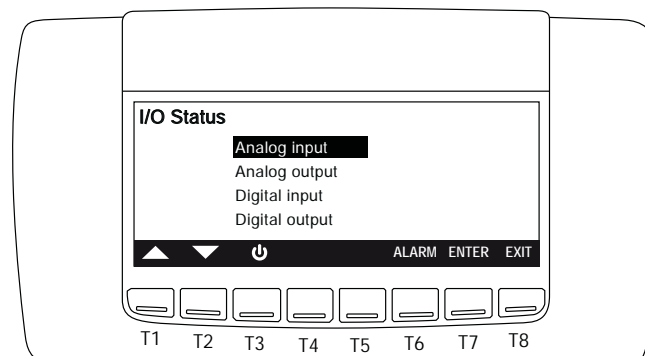 I/O Status
Analog input
Analog output
Digital input
Digital output
ALARM ENTER EXIT
T1 T2 T3 T4 T5 T6 T7 T8